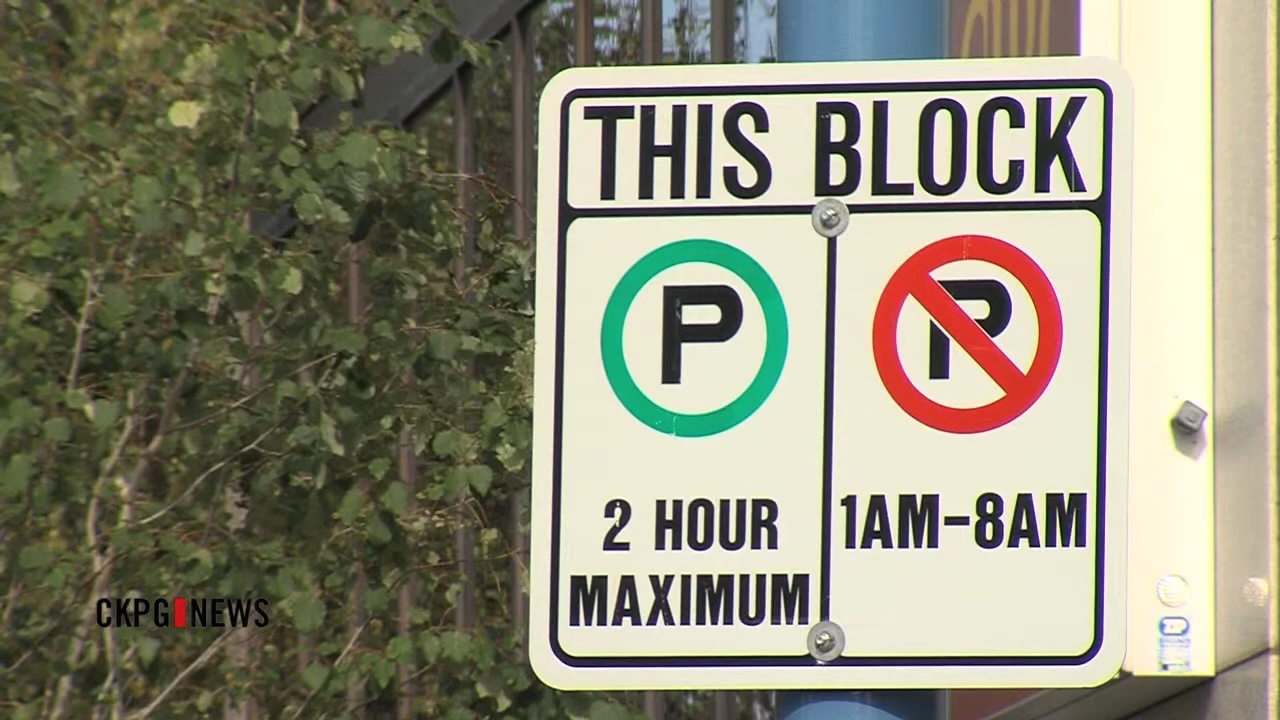 THIS BLOCK
P P
2 HOUR
MAXIMUM
1AM-8AM
CKPG NEWS